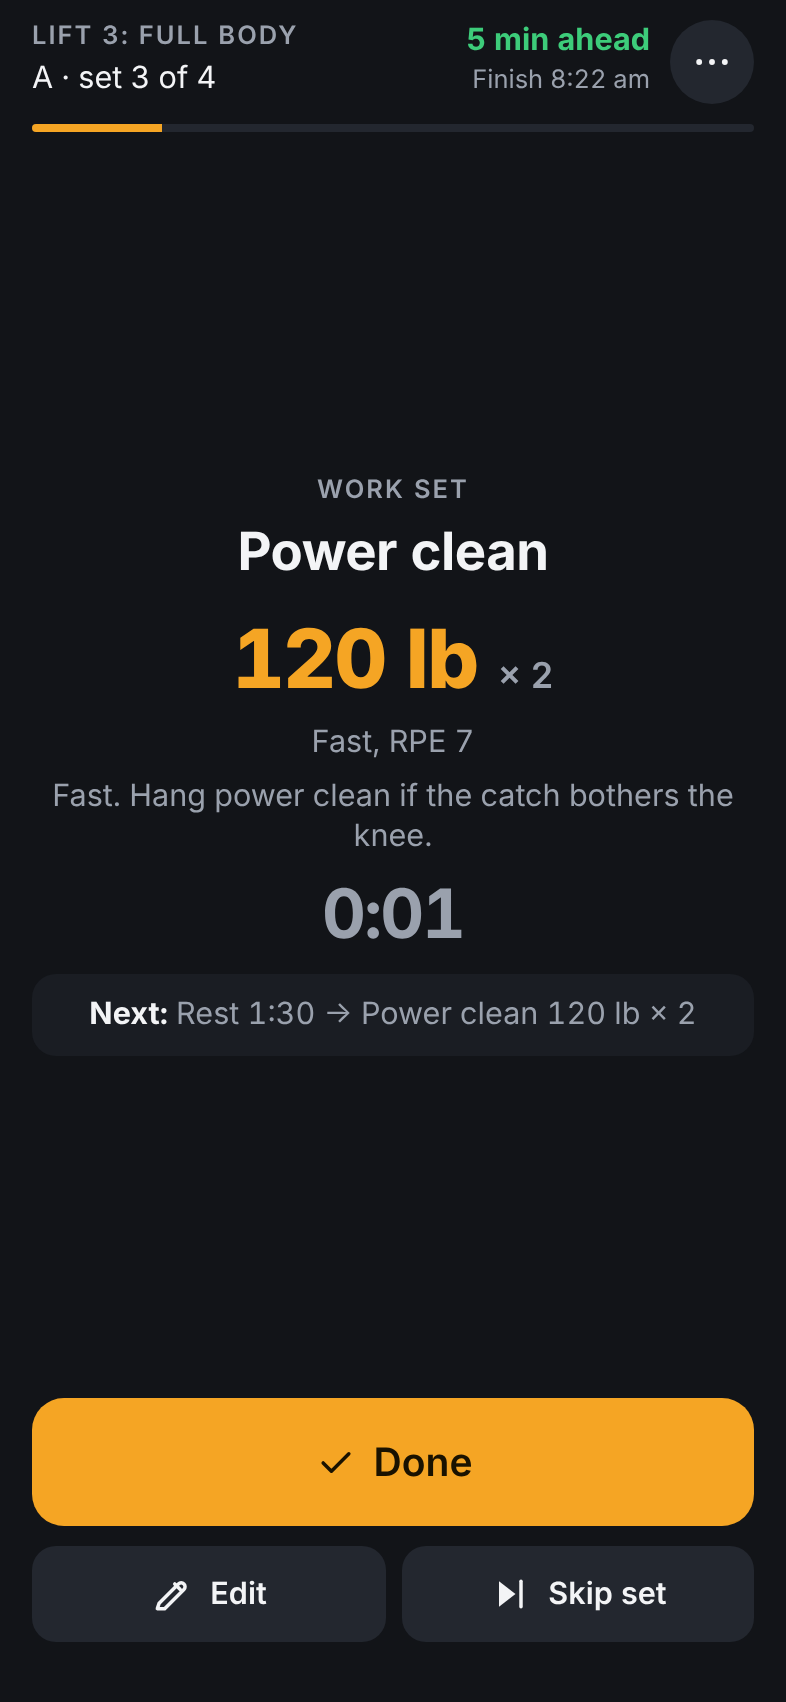 LIFT 3: FULL BODY
A · set 3 of 4
5 min ahead
Finish 8:22 am
WORK SET
Power clean
120 lb × 2
Fast, RPE 7
Fast. Hang power clean if the catch bothers the
knee.
0:01
Next: Rest 1:30 → Power clean 120 lb × 2
Done
Edit
Skip set